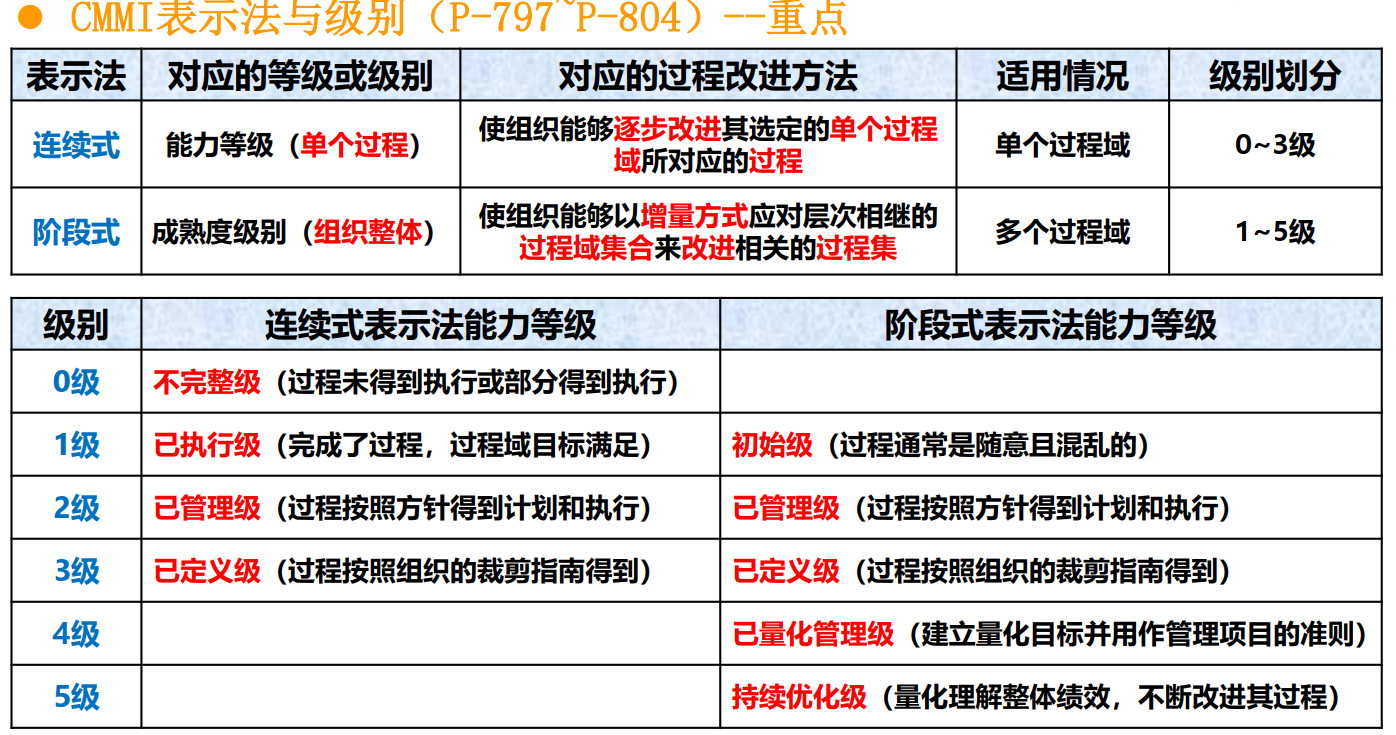 ● CMMI表示法与级别（P-797~P-804）--重点
表示法 对应的等级或级别 对应的过程改进方法 适用情况 级别划分
连续式 能力等级（单个过程） 使组织能够逐步改进其选定的单个过程
域所对应的过程 单个过程域 0~3级
阶段式 成熟度级别（组织整体） 使组织能够以增量方式应对层次相继的
过程域集合来改进相关的过程集 多个过程域 1~5级
级别 连续式表示法能力等级 阶段式表示法能力等级
0级 不完整级（过程未得到执行或部分得到执行）
1级 已执行级（完成了过程，过程域目标满足） 初始级（过程通常是随意且混乱的）
2级 已管理级（过程按照方针得到计划和执行） 已管理级（过程按照方针得到计划和执行）
3级 已定义级（过程按照组织的裁剪指南得到） 已定义级（过程按照组织的裁剪指南得到）
4级 已量化管理级（建立量化目标并用作管理项目的准则）
5级 持续优化级（量化理解整体绩效，不断改进其过程）